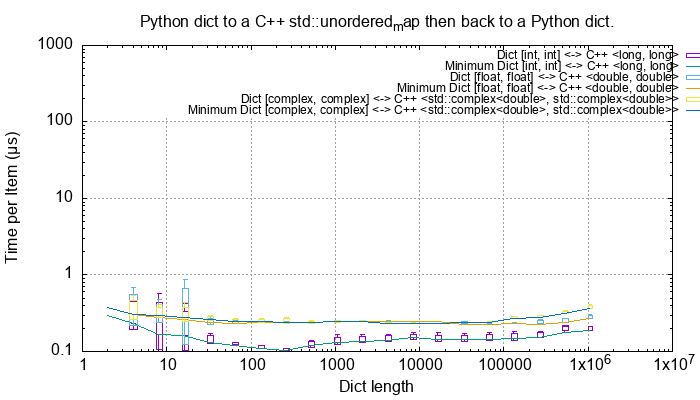 Python dict to a C++ std::unordered_map then back to a Python dict.
Dict [int, int] <-> C++ <long, long>
Minimum Dict [int, int] <-> C++ <long, long>
Dict [float, float] <-> C++ <double, double>
Minimum Dict [float, float] <-> C++ <double, double>
Dict [complex, complex] <-> C++ <std::complex<double>, std::complex<double>>
Minimum Dict [complex, complex] <-> C++ <std::complex<double>, std::complex<double>>
Time per Item (µs)
1000
100
10
1
0.1
1 10 100 1000 10000 100000 1x10^6 1x10^7
Dict length